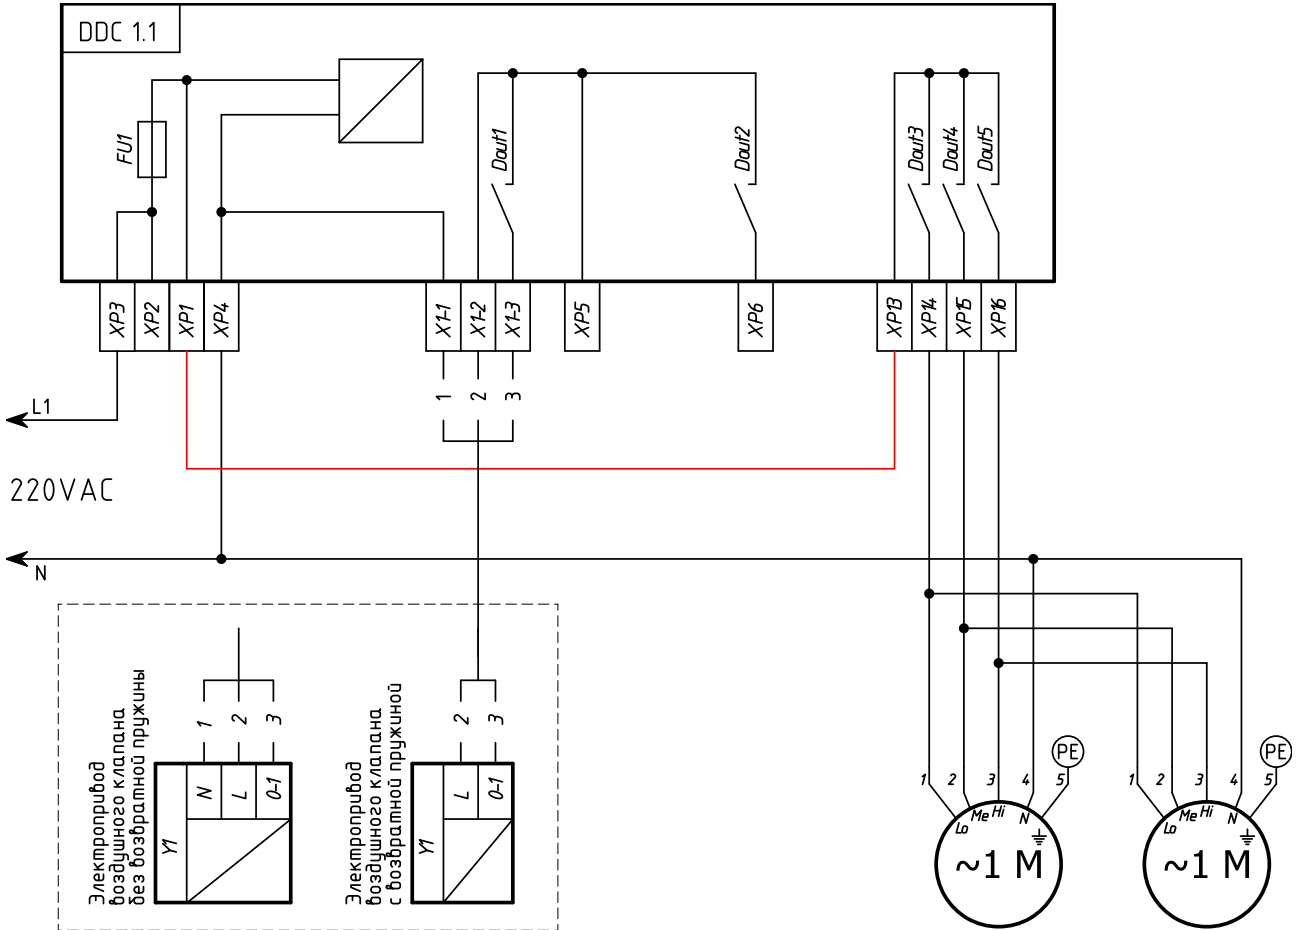 DDC 1.1
FU1
Dout1
Dout2
Dout3
Dout4
Dout5
XP3
XP2
XP1
XP4
X1-1
X1-2
X1-3
XP5
XP6
XP13
XP14
XP15
XP16
L1
1
2
3
220VAC
N
Электропривод
воздушного клапана
без возвратной пружины
1
2
3
Y1
N
L
0-1
Электропривод
воздушного клапана
с возвратной пружиной
2
3
Y1
L
0-1
PE
1
2
3
4
5
Lo
Me
Hi
N
~1 M
PE
1
2
3
4
5
Lo
Me
Hi
N
~1 M